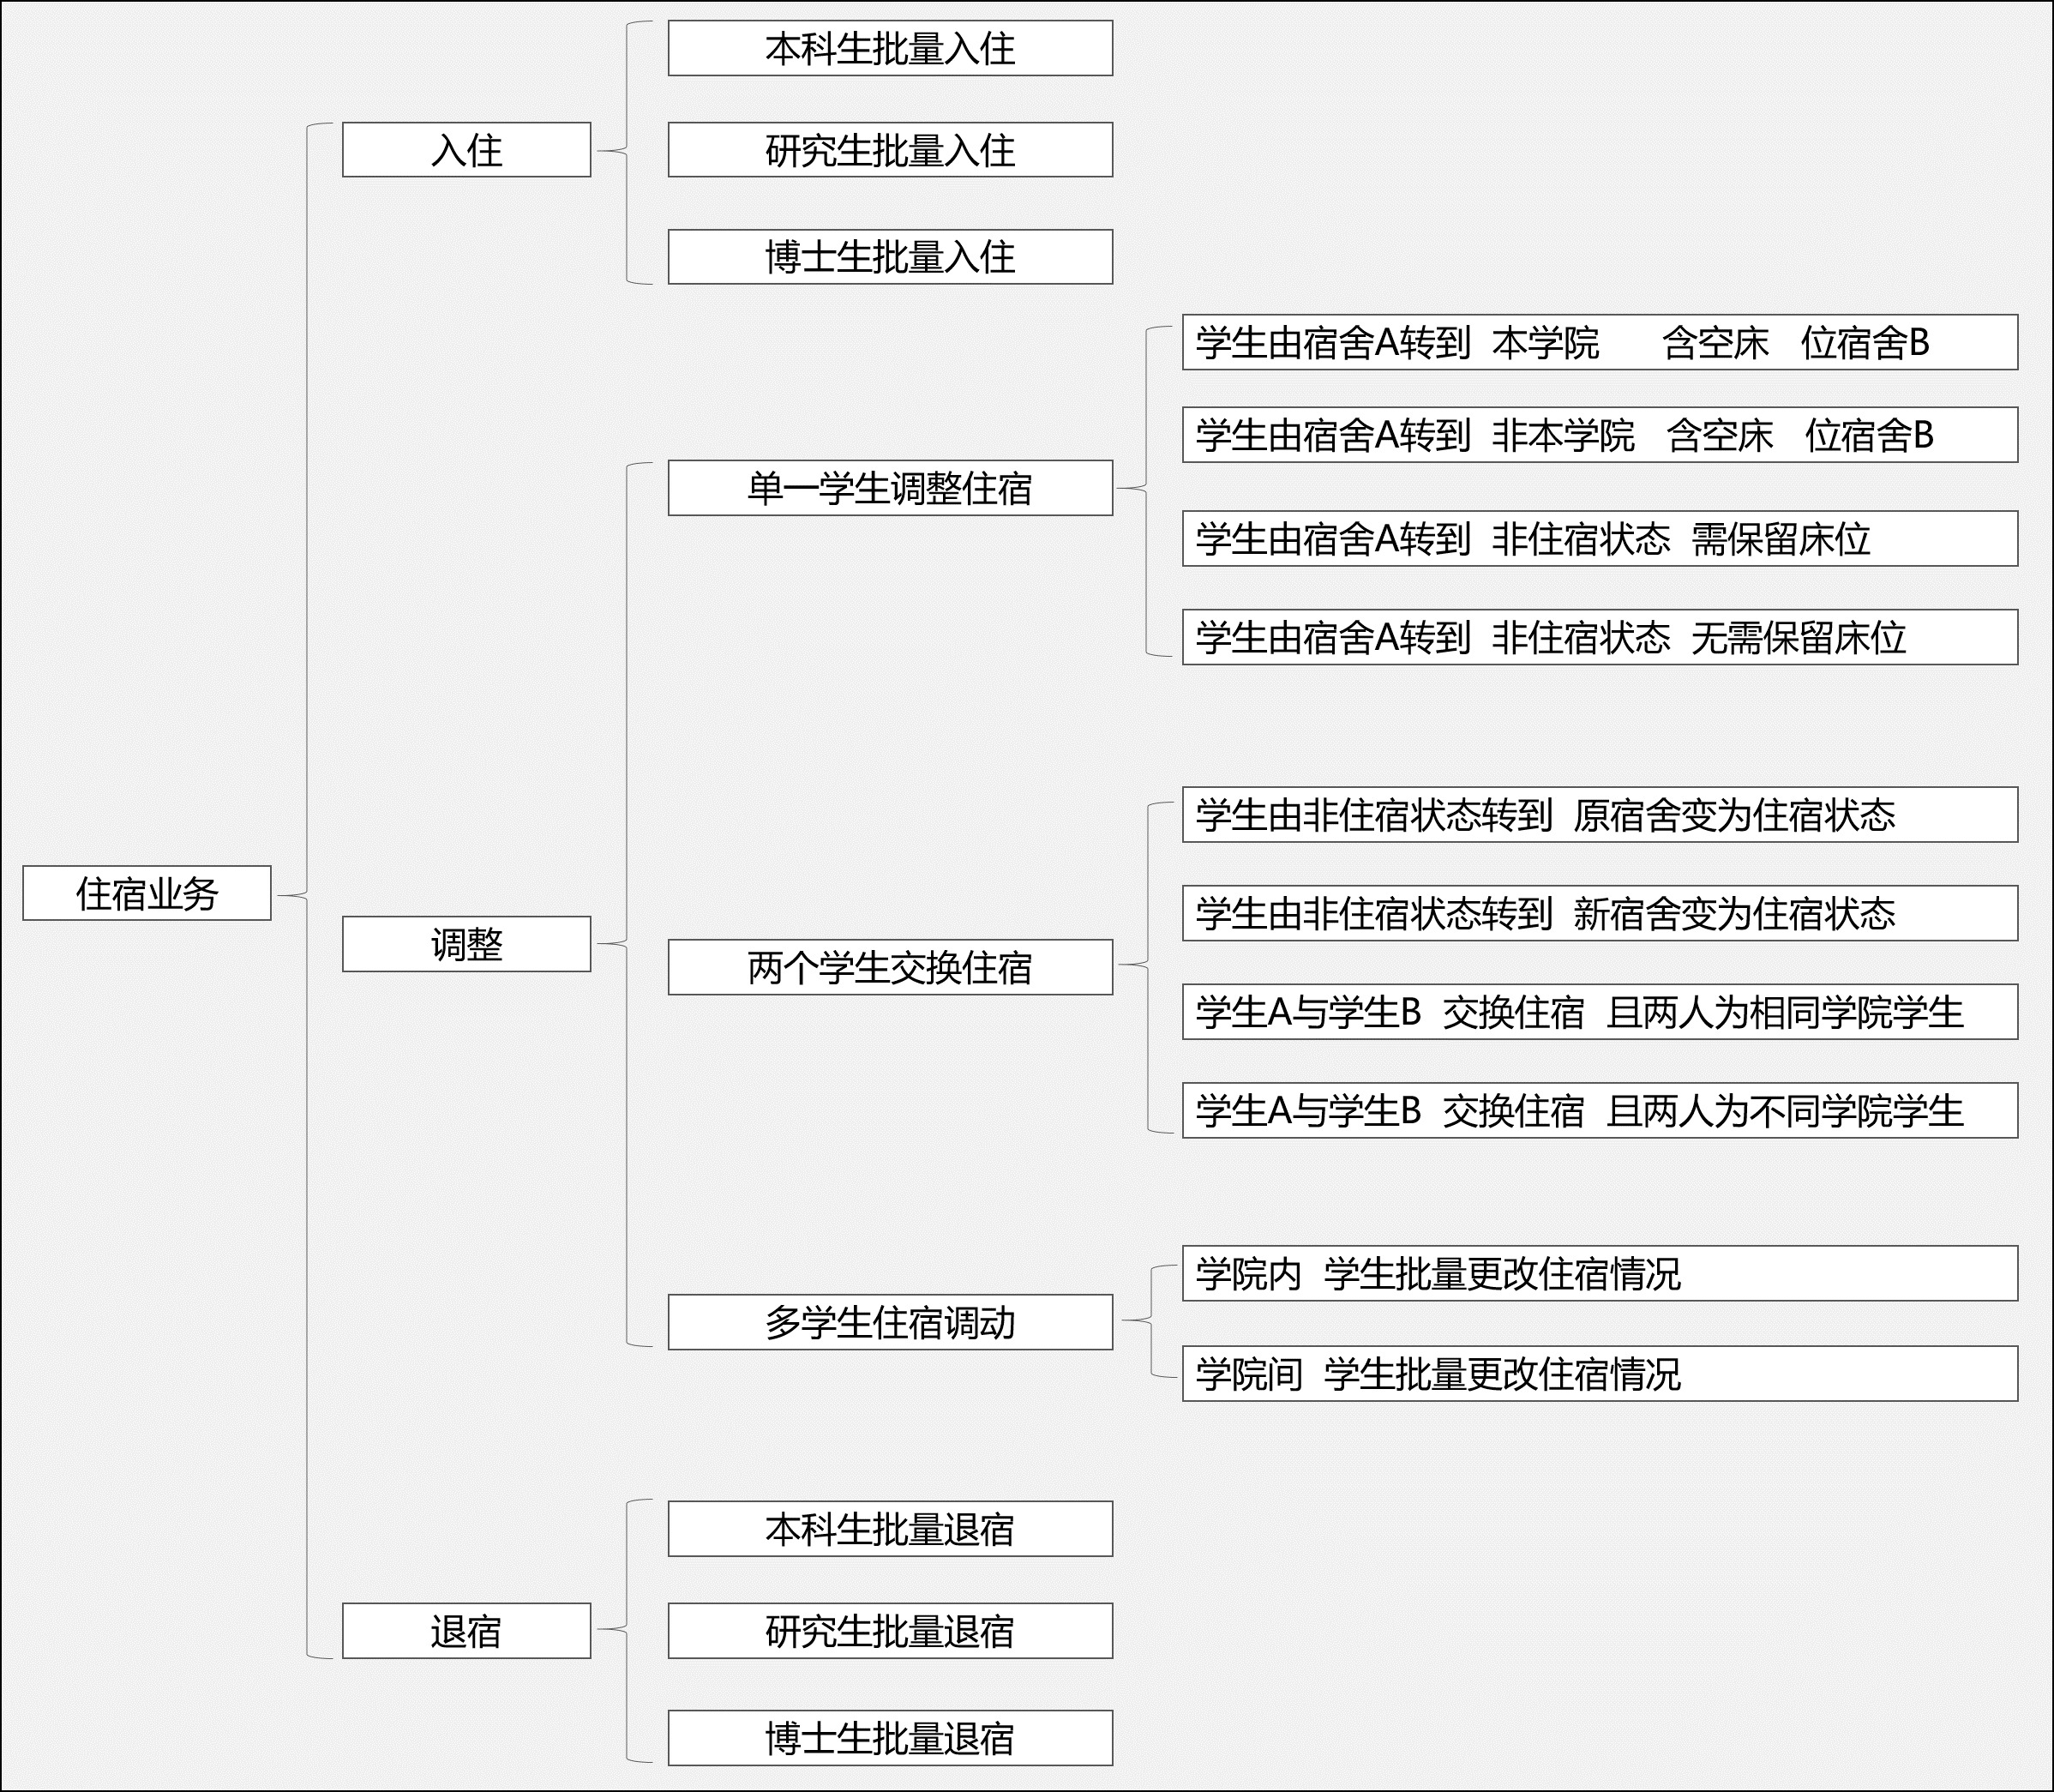 本科生批量入住
入住
研究生批量入住
博士生批量入住
学生由宿舍A转到 本学院 含空床 位宿舍B
学生由宿舍A转到 非本学院 含空床 位宿舍B
单一学生调整住宿
学生由宿舍A转到 非住宿状态 需保留床位
学生由宿舍A转到 非住宿状态 无需保留床位
学生由非住宿状态转到 原宿舍变为住宿状态
住宿业务
学生由非住宿状态转到 新宿舍变为住宿状态
调整
两个学生交换住宿
学生A与学生B 交换住宿 且两人为相同学院学生
学生A与学生B 交换住宿 且两人为不同学院学生
学院内 学生批量更改住宿情况
多学生住宿调动
学院间 学生批量更改住宿情况
本科生批量退宿
退宿
研究生批量退宿
博士生批量退宿